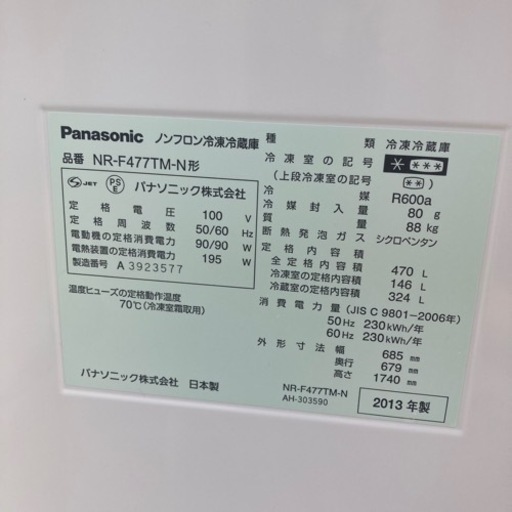 Panasonic ノンフロン冷凍冷蔵庫
品番 NR-F477TM-N形
S JET PS E パナソニック株式会社
定格電圧 100 V
定格周波数 50/60 Hz
電動機の定格消費電力 90/90 W
電熱装置の定格消費電力 195 W
製造番号 A 3923577
温度ヒューズの定格動作温度
70℃(冷凍室霜取用)
パナソニック株式会社 日本製
種類 冷凍冷蔵庫
冷凍室の記号 * ***
(上段冷凍室の記号 **)
冷媒 R600a
冷媒封入量 80 g
質量 88 kg
断熱発泡ガス シクロペンタン
定格内容積
全定格内容積 470 L
冷凍室の定格内容積 146 L
冷蔵室の定格内容積 324 L
消費電力量(JIS C 9801-2006年)
50Hz 230kWh/年
60Hz 230kWh/年
外形寸法 幅 685 mm
奥行 679 mm
高さ 1740 mm
NR-F477TM-N
AH-303590
2013年製